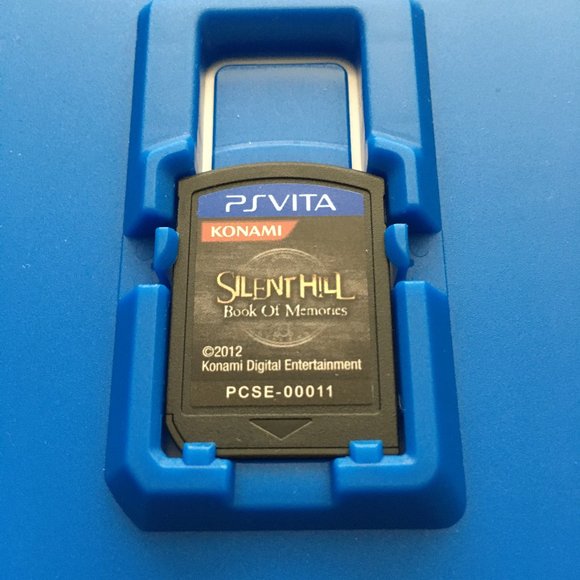 PSVITA
KONAMI
SILENT HILL
Book Of Memories
©2012
Konami Digital Entertainment
PCSE-00011